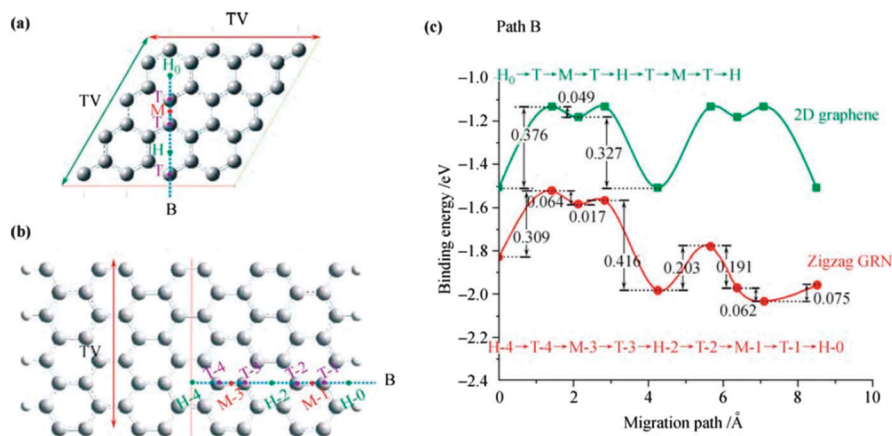 (a)
TV
TV
H₀
T
M
T
H
T
B
(b)
TV
T-4
T-3
T-2
T-1
B
H-4
M-3
H-2
M-1
H-0
(c)
Path B
H₀→T→M→T→H→T→M→T→H
2D graphene
0.049
0.376
0.327
0.064
0.017
0.309
0.416
0.203
0.191
0.062
0.075
Zigzag GRN
H-4→T-4→M-3→T-3→H-2→T-2→M-1→T-1→H-0
Binding energy /eV
−1.0
−1.2
−1.4
−1.6
−1.8
−2.0
−2.2
−2.4
0 2 4 6 8 10
Migration path /Å